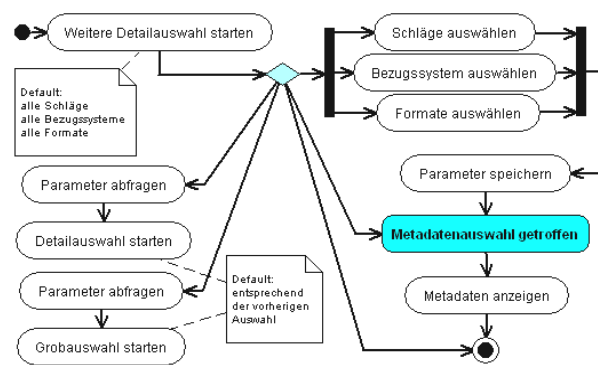 Weitere Detailauswahl starten
Default:
alle Schläge
alle Bezugssysteme
alle Formate
Schläge auswählen
Bezugssystem auswählen
Formate auswählen
Parameter abfragen
Detailauswahl starten
Parameter abfragen
Grobauswahl starten
Default:
entsprechend
der vorherigen
Auswahl
Parameter speichern
Metadatenauswahl getroffen
Metadaten anzeigen